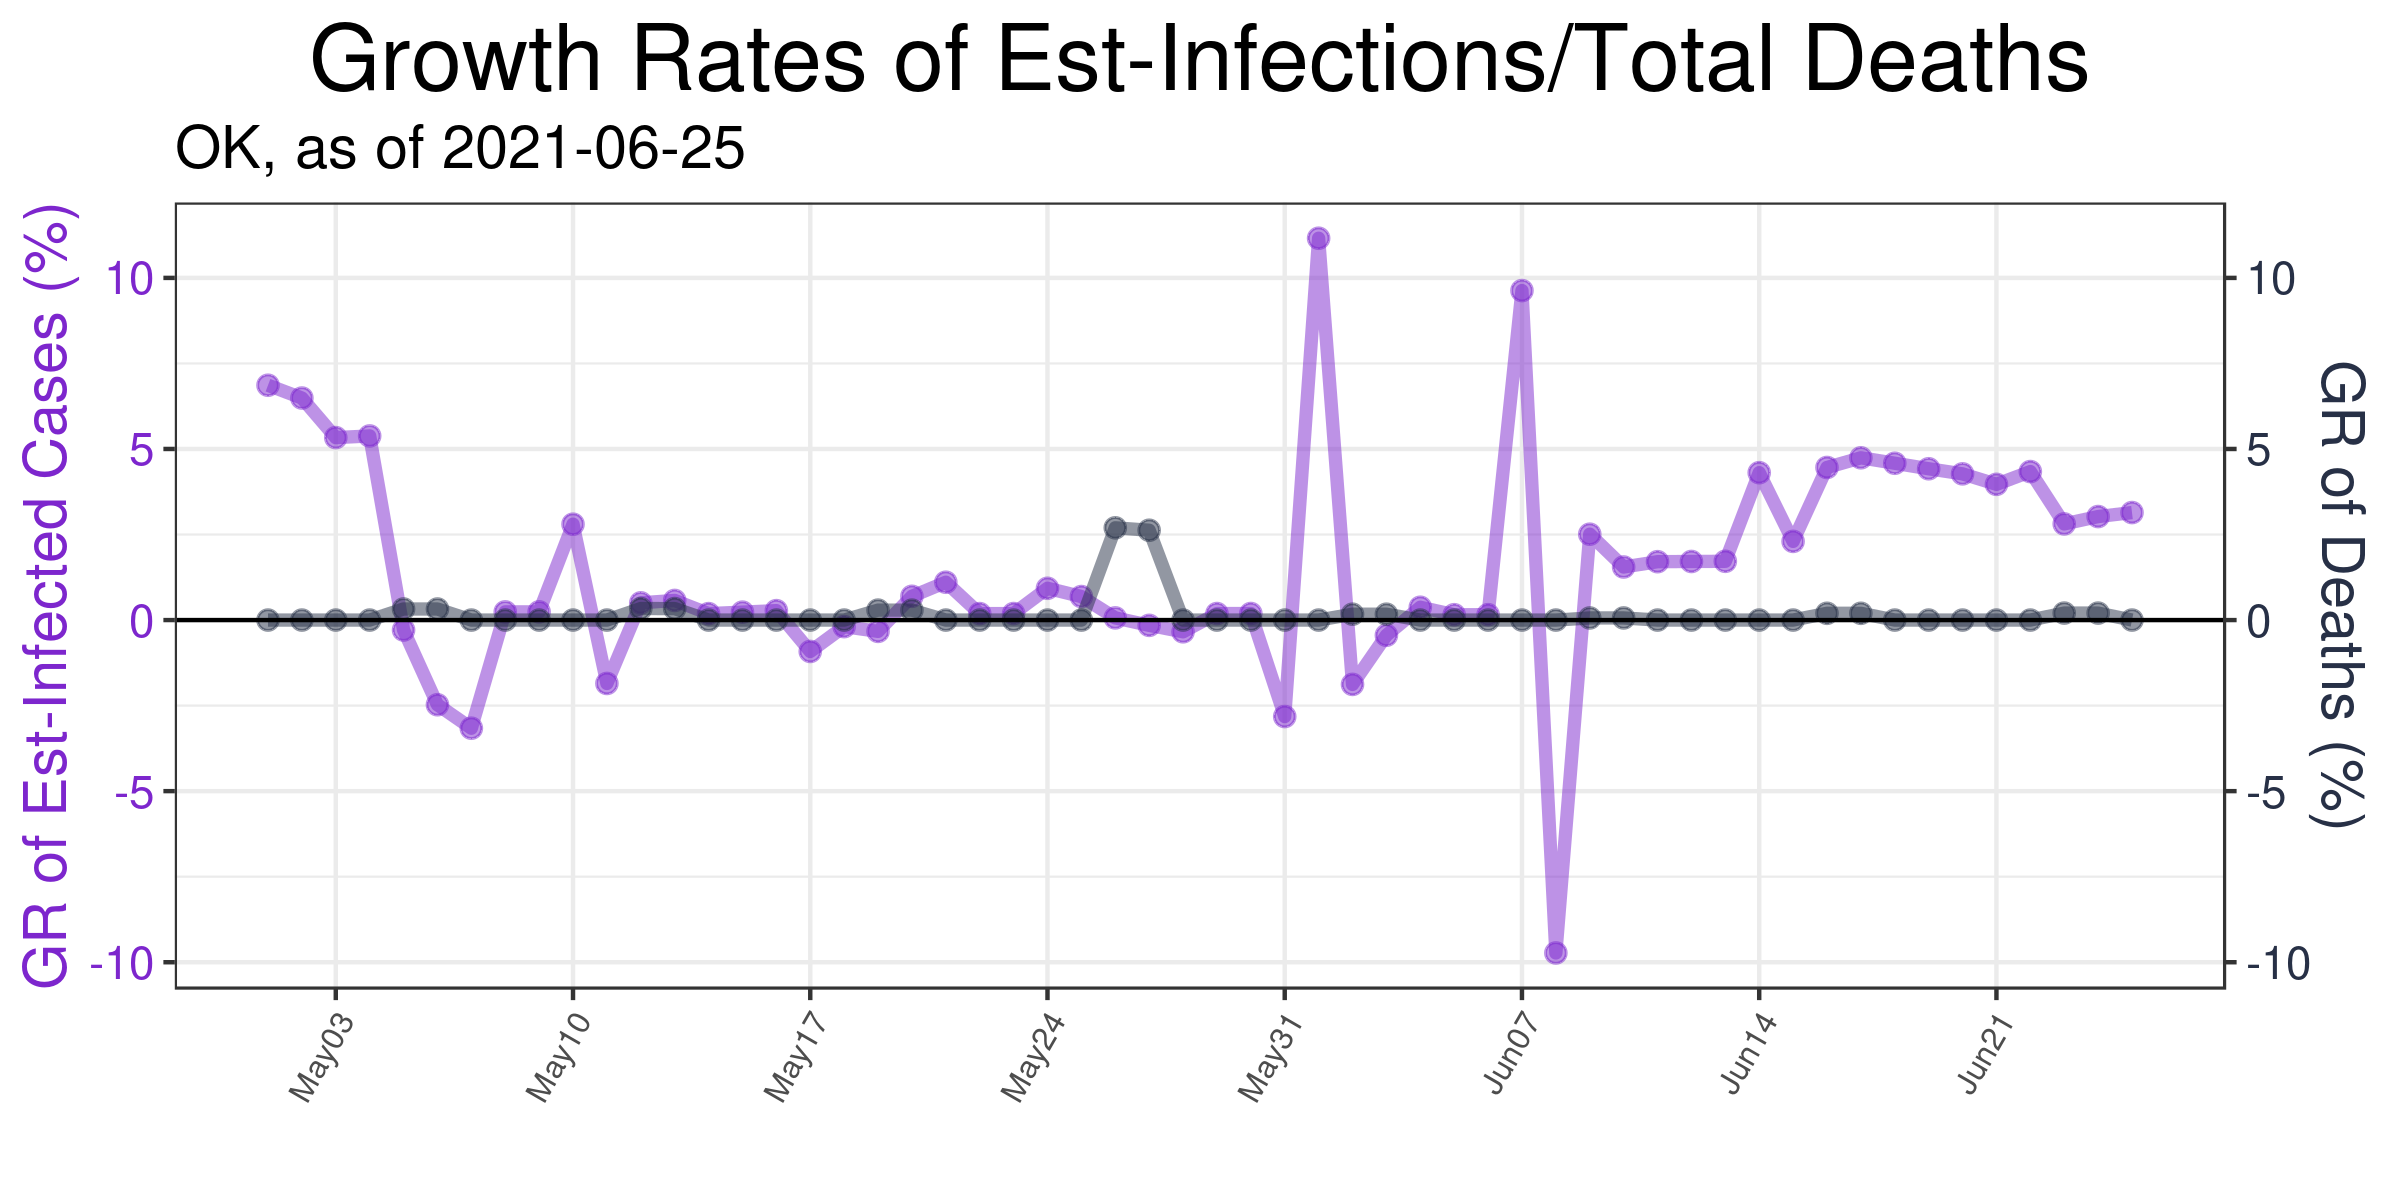 Growth Rates of Est-Infections/Total Deaths
OK, as of 2021-06-25
GR of Est-Infected Cases (%)
10
5
0
-5
-10
10
5
0
-5
-10
GR of Deaths (%)
May03
May10
May17
May24
May31
Jun07
Jun14
Jun21